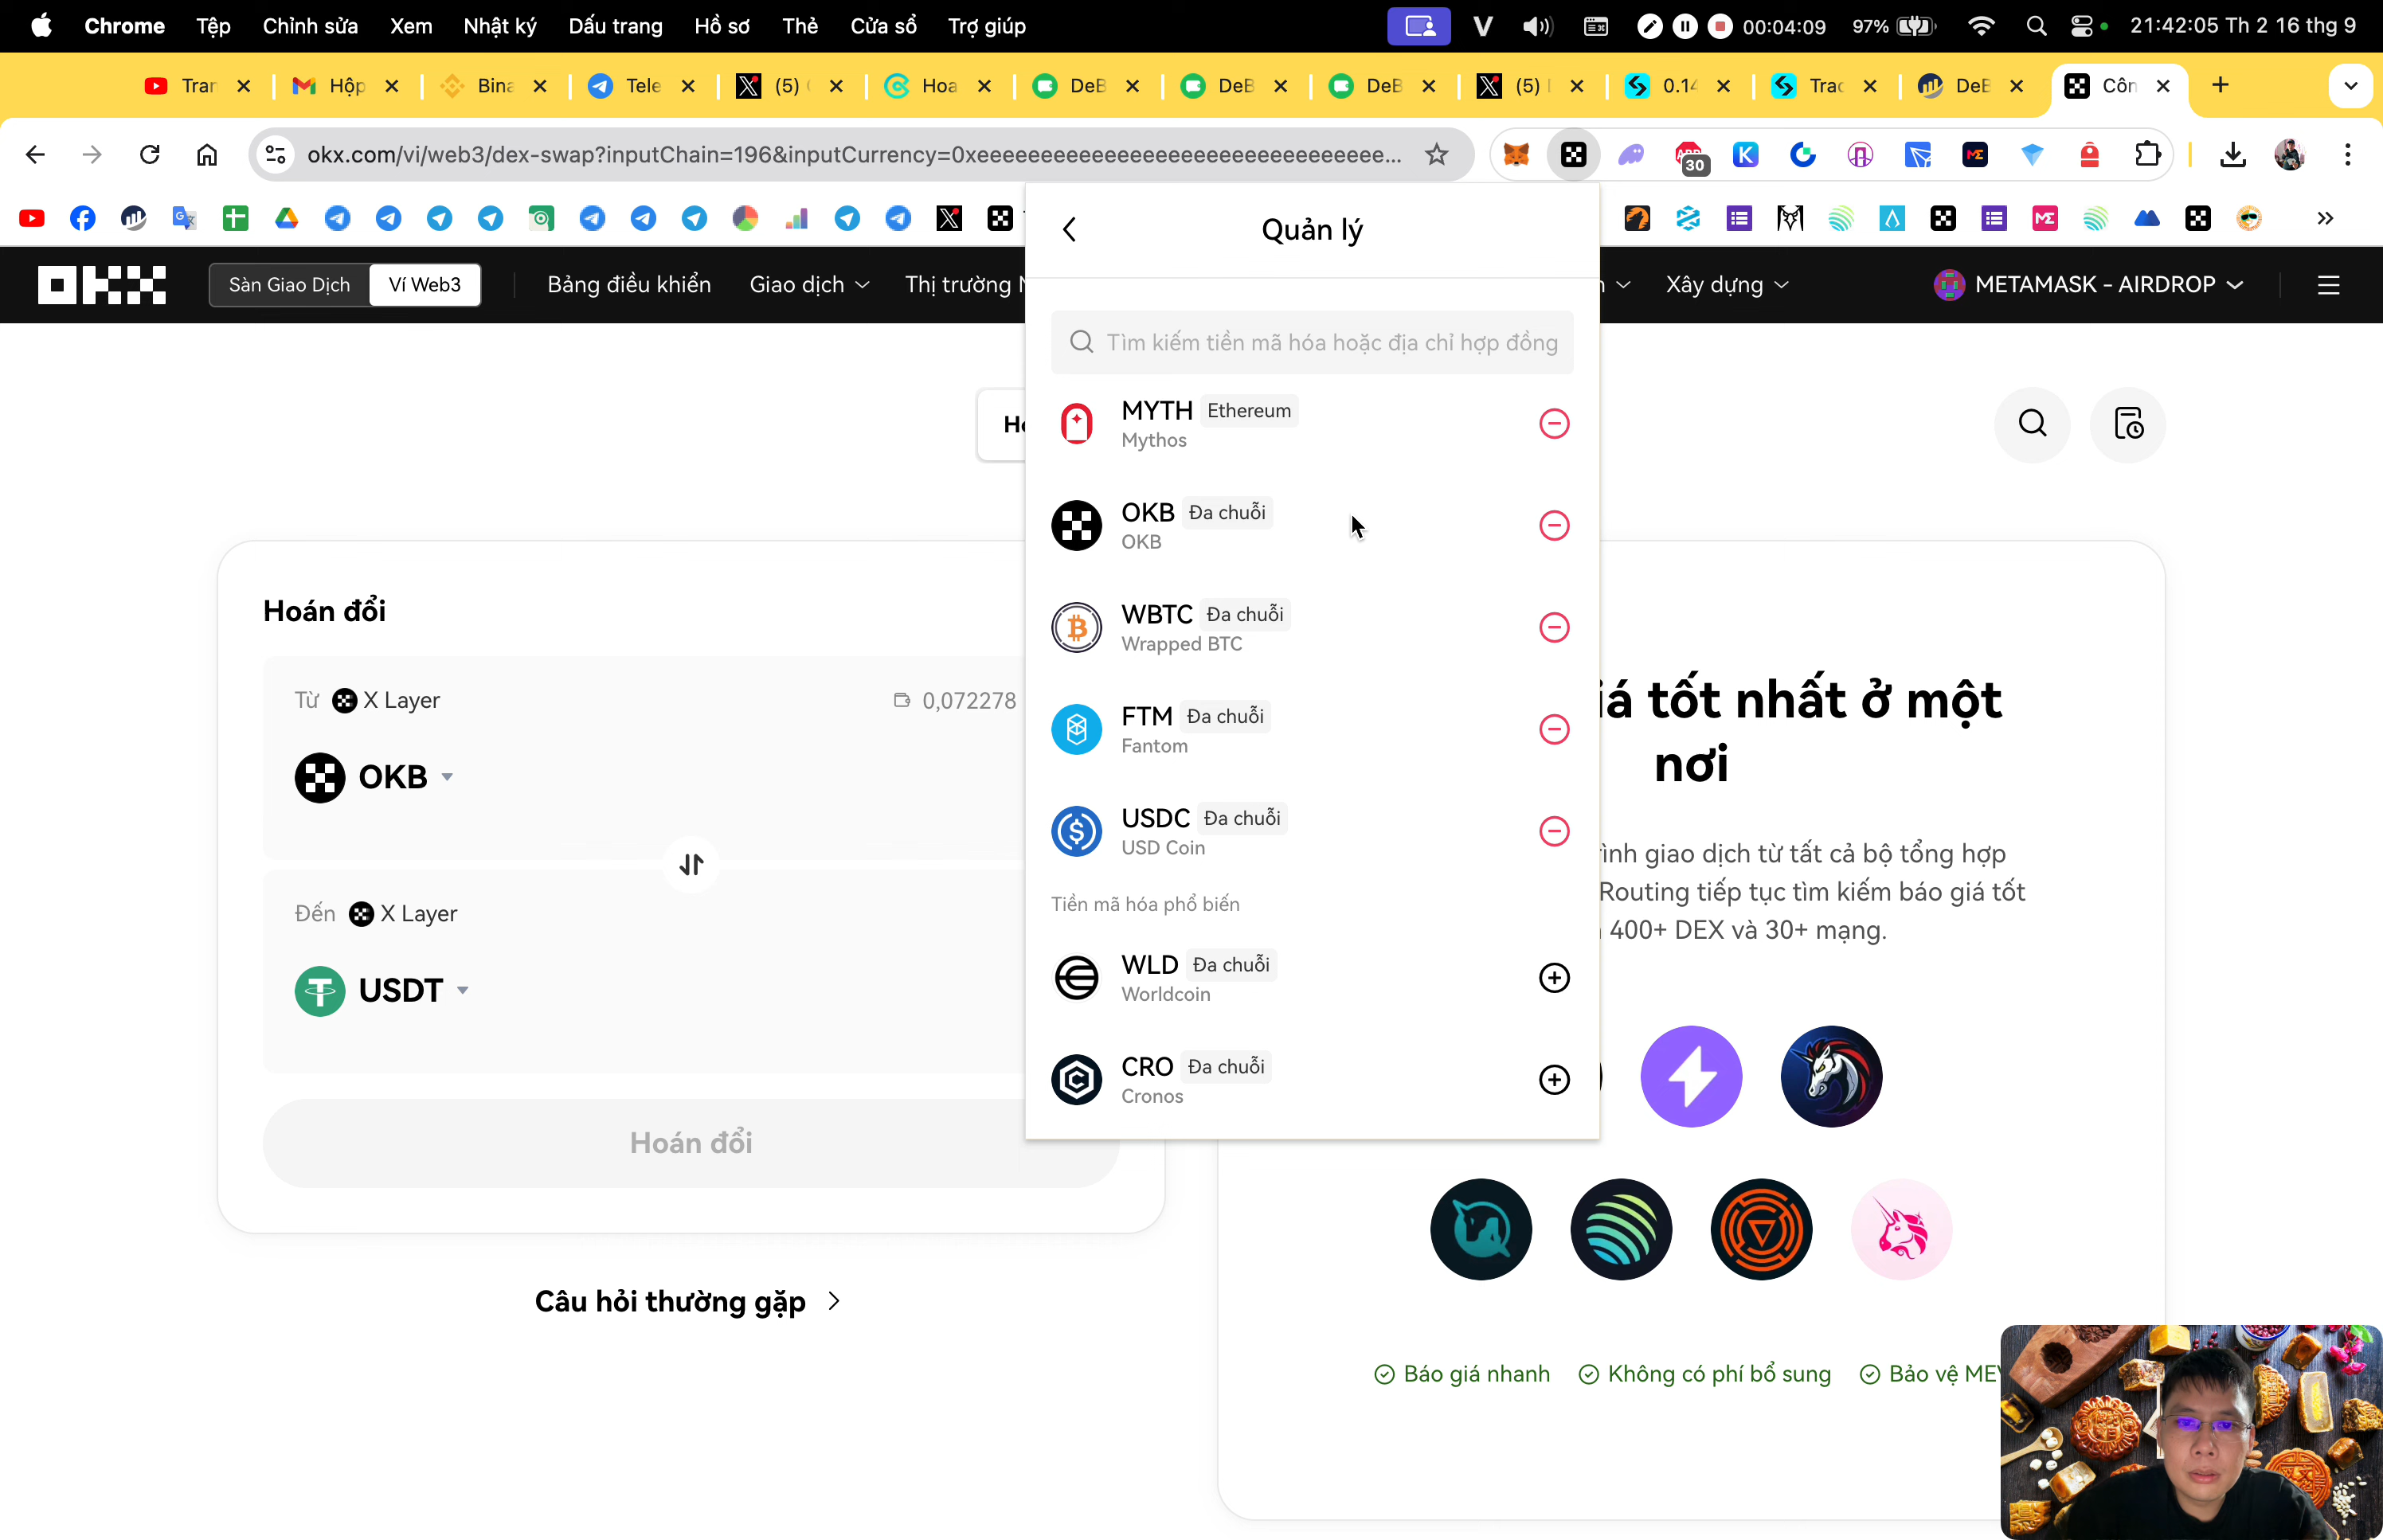 Chrome Tệp Chỉnh sửa Xem Nhật ký Dấu trang Hồ sơ Thẻ Cửa sổ Trợ giúp 00:04:09 97% 21:42:05 Th 2 16 thg 9
Tran Hộp Bina Tele (5) Hoa DeB DeB DeB (5) 0.14 Trac DeB Côn
okx.com/vi/web3/dex-swap?inputChain=196&inputCurrency=0xeeeeeeeeeeeeeeeeeeeeeeeeeeeeeeee... 30
OKX Sàn Giao Dịch Ví Web3 Bảng điều khiển Giao dịch Thị trường Xây dựng METAMASK - AIRDROP
Quản lý
Tìm kiếm tiền mã hóa hoặc địa chỉ hợp đồng
MYTH Ethereum
Mythos
OKB Đa chuỗi
OKB
WBTC Đa chuỗi
Wrapped BTC
FTM Đa chuỗi
Fantom
USDC Đa chuỗi
USD Coin
Tiền mã hóa phổ biến
WLD Đa chuỗi
Worldcoin
CRO Đa chuỗi
Cronos
Hoán đổi
Từ X Layer 0,072278
OKB
Đến X Layer
USDT
Hoán đổi
Câu hỏi thường gặp
tốt nhất ở một
nơi
giao dịch từ tất cả bộ tổng hợp
Routing tiếp tục tìm kiếm báo giá tốt
400+ DEX và 30+ mạng.
Báo giá nhanh Không có phí bổ sung Bảo vệ MEV